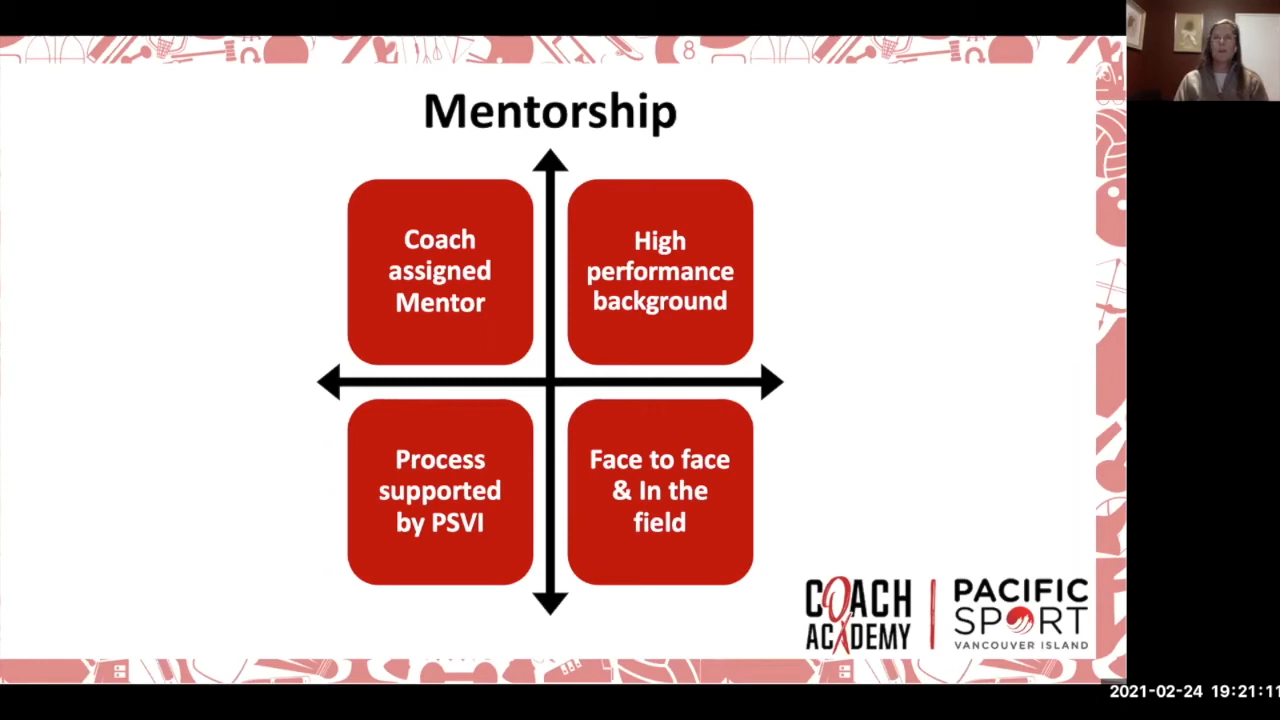 8
Mentorship
Coach
assigned
Mentor
High
performance
background
Process
supported
by PSVI
Face to face
& In the
field
COACH
ACADEMY
PACIFIC
SPORT
VANCOUVER ISLAND
2021-02-24 19:21:11